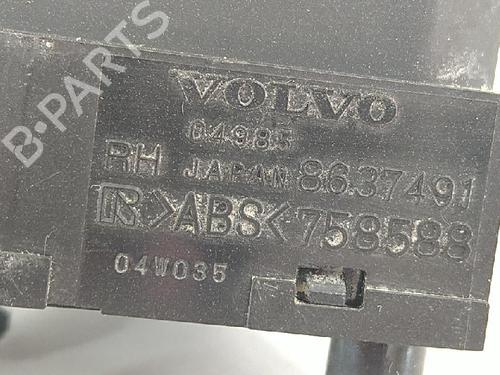 VOLVO
04985
RH JAPAN 8637491
R >ABS< 758588
04W035
B-PARTS